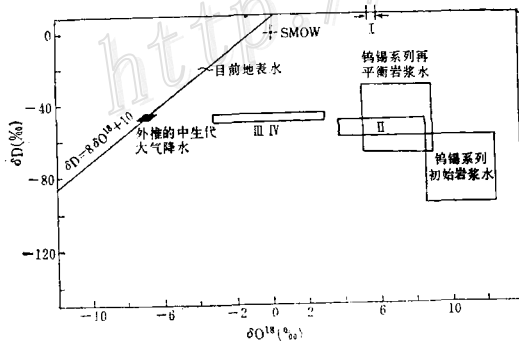 http://
I
0
SMOW
钨锡系列再
平衡岩浆水
目前地表水
-40
δD=8δO¹⁸+10
外推的中生代
大气降水
III IV
II
钨锡系列
初始岩浆水
-80
-120
δD(‰)
-10 -6 -2 0 2 6 10
δO¹⁸(‰)